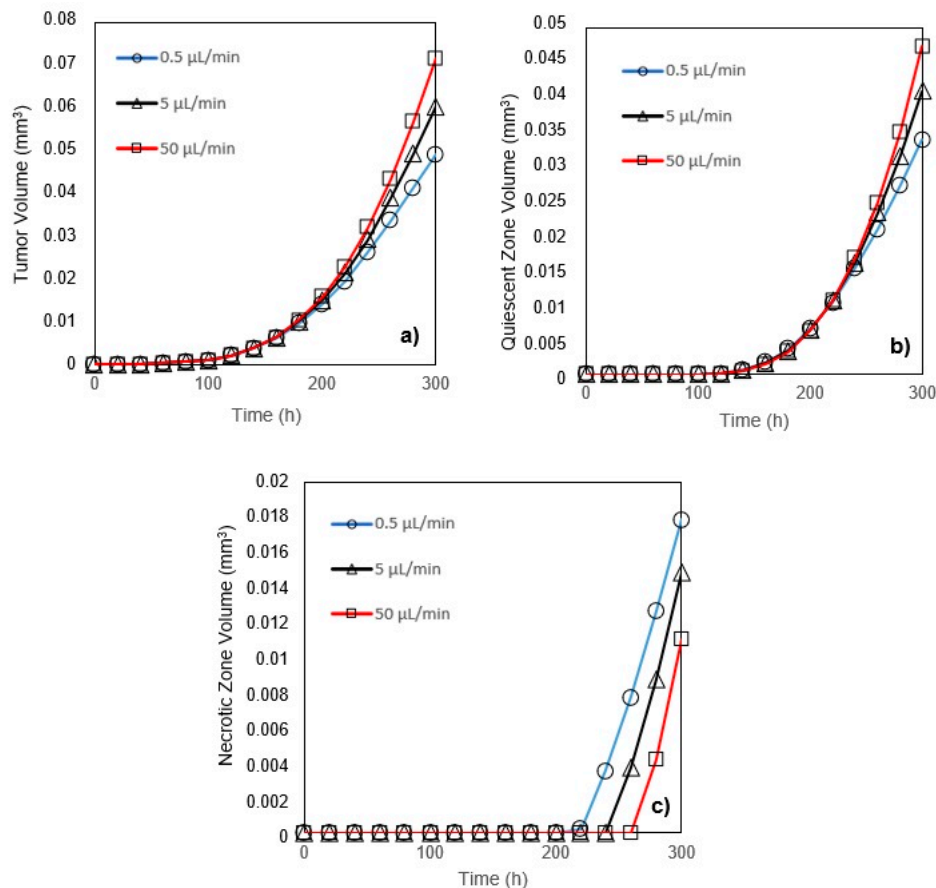 Tumor Volume (mm³)
0.08
0.07
0.06
0.05
0.04
0.03
0.02
0.01
0
0.5 µL/min
5 µL/min
50 µL/min
a)
0
100
200
300
Time (h)
Quiescent Zone Volume (mm³)
0.05
0.045
0.04
0.035
0.03
0.025
0.02
0.015
0.01
0.005
0
0.5 µL/min
5 µL/min
50 µL/min
b)
0
100
200
300
Time (h)
Necrotic Zone Volume (mm³)
0.02
0.018
0.016
0.014
0.012
0.01
0.008
0.006
0.004
0.002
0
0.5 µL/min
5 µL/min
50 µL/min
c)
0
100
200
300
Time (h)